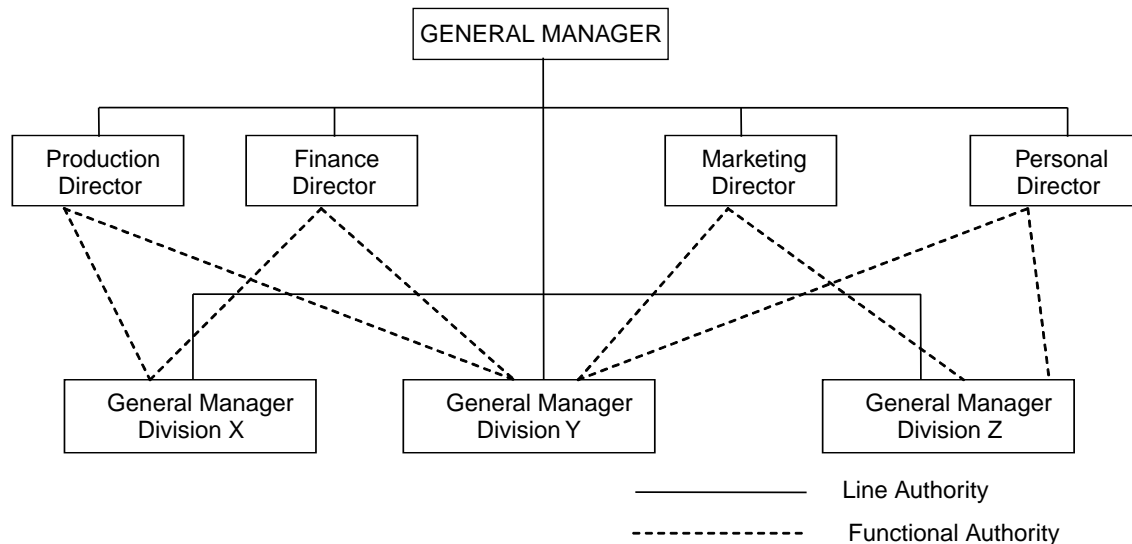 GENERAL MANAGER
Production
Director
Finance
Director
Marketing
Director
Personal
Director
General Manager
Division X
General Manager
Division Y
General Manager
Division Z
Line Authority
Functional Authority